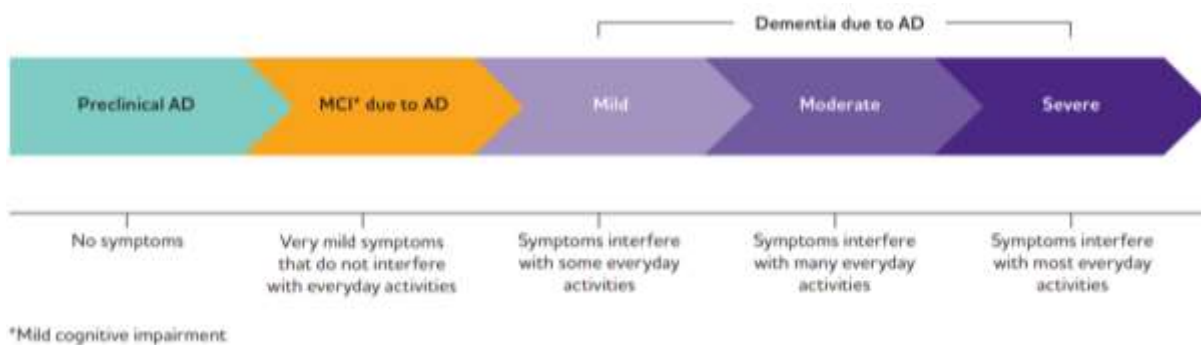 Dementia due to AD
Preclinical AD
MCI* due to AD
Mild
Moderate
Severe
No symptoms
Very mild symptoms
that do not interfere
with everyday activities
Symptoms interfere
with some everyday
activities
Symptoms interfere
with many everyday
activities
Symptoms interfere
with most everyday
activities
*Mild cognitive impairment